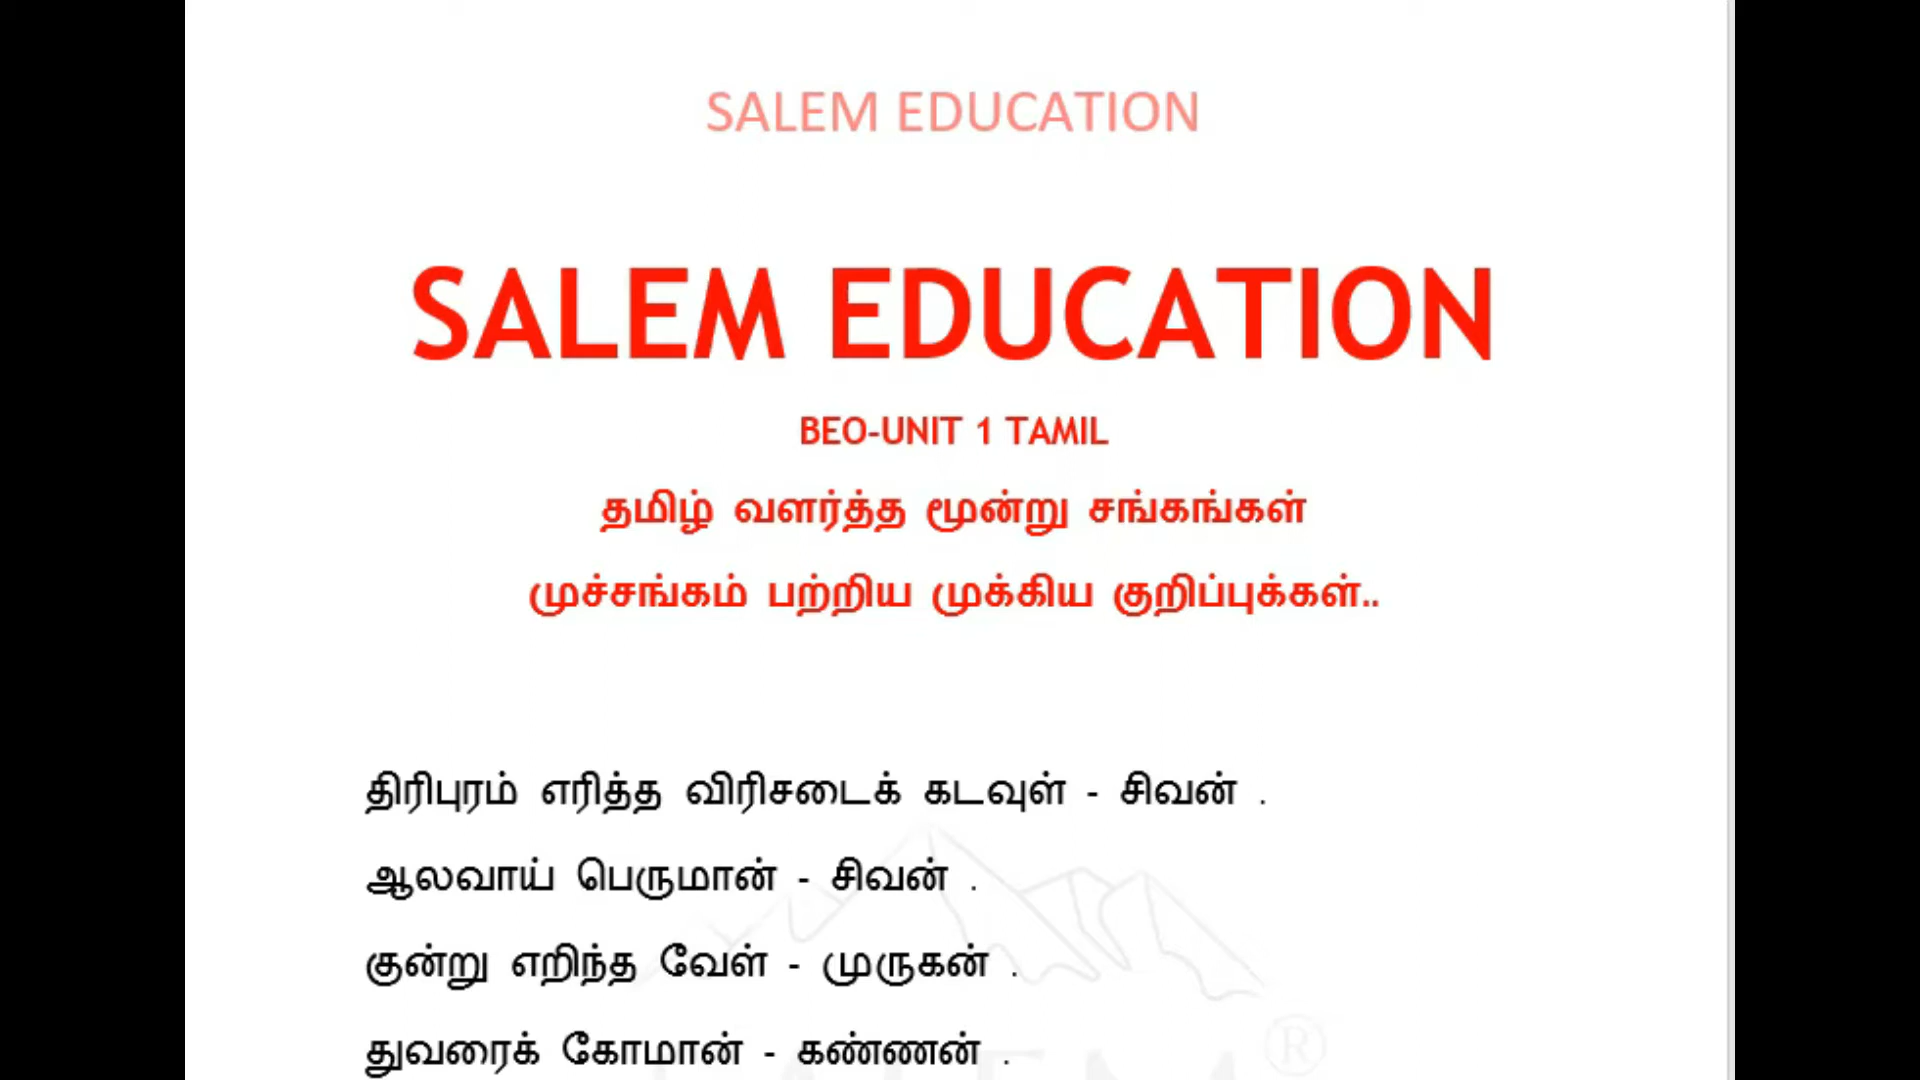 SALEM EDUCATION
SALEM EDUCATION
BEO-UNIT 1 TAMIL
தமிழ் வளர்த்த மூன்று சங்கங்கள்
முச்சங்கம் பற்றிய முக்கிய குறிப்புக்கள்..
திரிபுரம் எரித்த விரிசடைக் கடவுள் - சிவன் .
ஆலவாய் பெருமான் - சிவன் .
குன்று எறிந்த வேள் - முருகன் .
துவரைக் கோமான் - கண்ணன் .